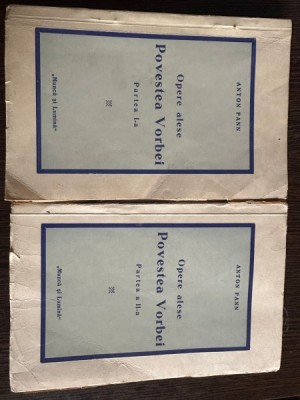 ANTON PANN
Opere alese
Povestea Vorbei
Partea I-a
„Muncă și Lumină"
ANTON PANN
Opere alese
Povestea Vorbei
Partea a II-a
„Muncă și Lumină"